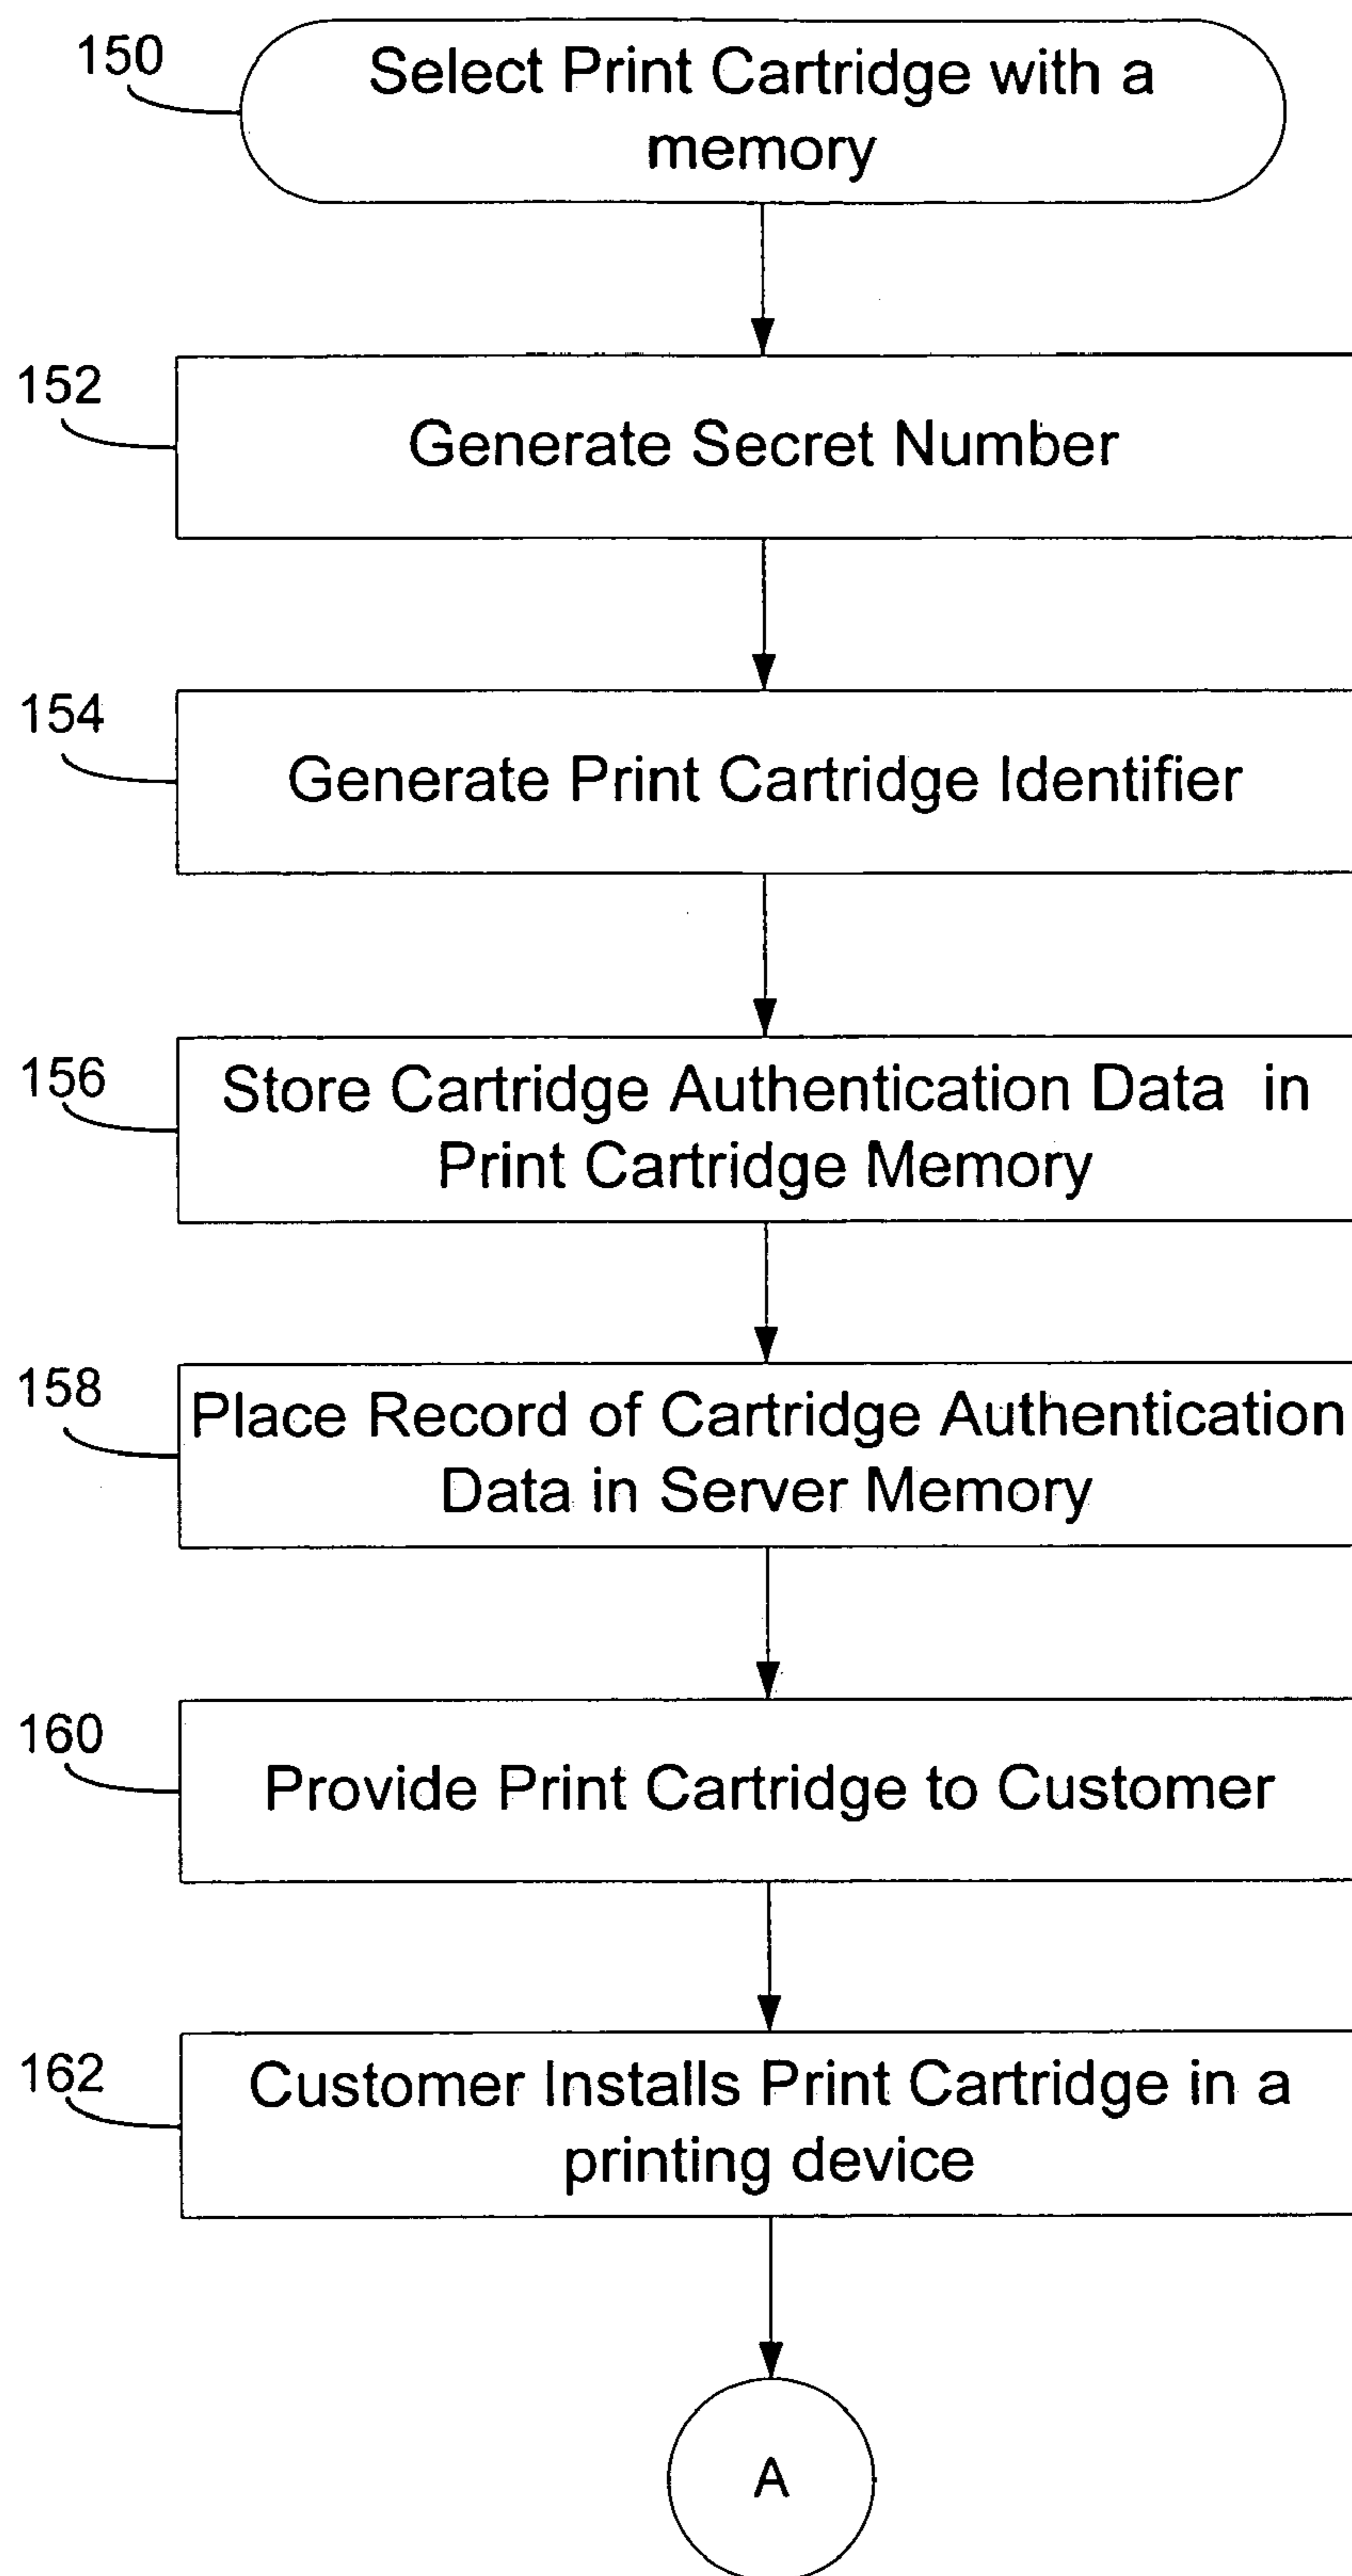 150
Select Print Cartridge with a
memory
152
Generate Secret Number
154
Generate Print Cartridge Identifier
156
Store Cartridge Authentication Data in
Print Cartridge Memory
158
Place Record of Cartridge Authentication
Data in Server Memory
160
Provide Print Cartridge to Customer
162
Customer Installs Print Cartridge in a
printing device
A